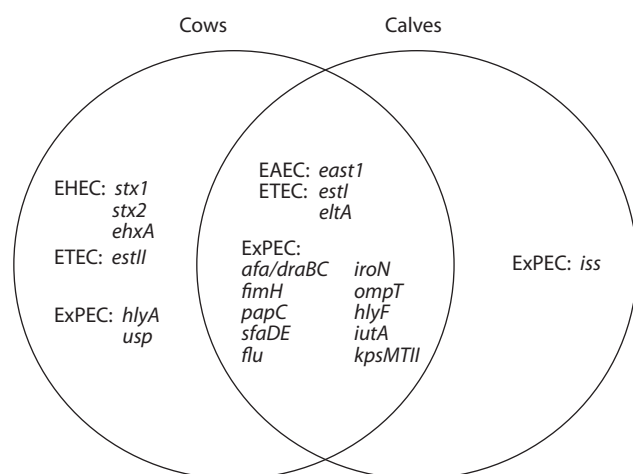 Cows
Calves
EHEC: stx1
stx2
ehxA
ETEC: estII
ExPEC: hlyA
usp
EAEC: east1
ETEC: estI
eltA
ExPEC:
afa/draBC iroN
fimH ompT
papC hlyF
sfaDE iutA
flu kpsMTII
ExPEC: iss